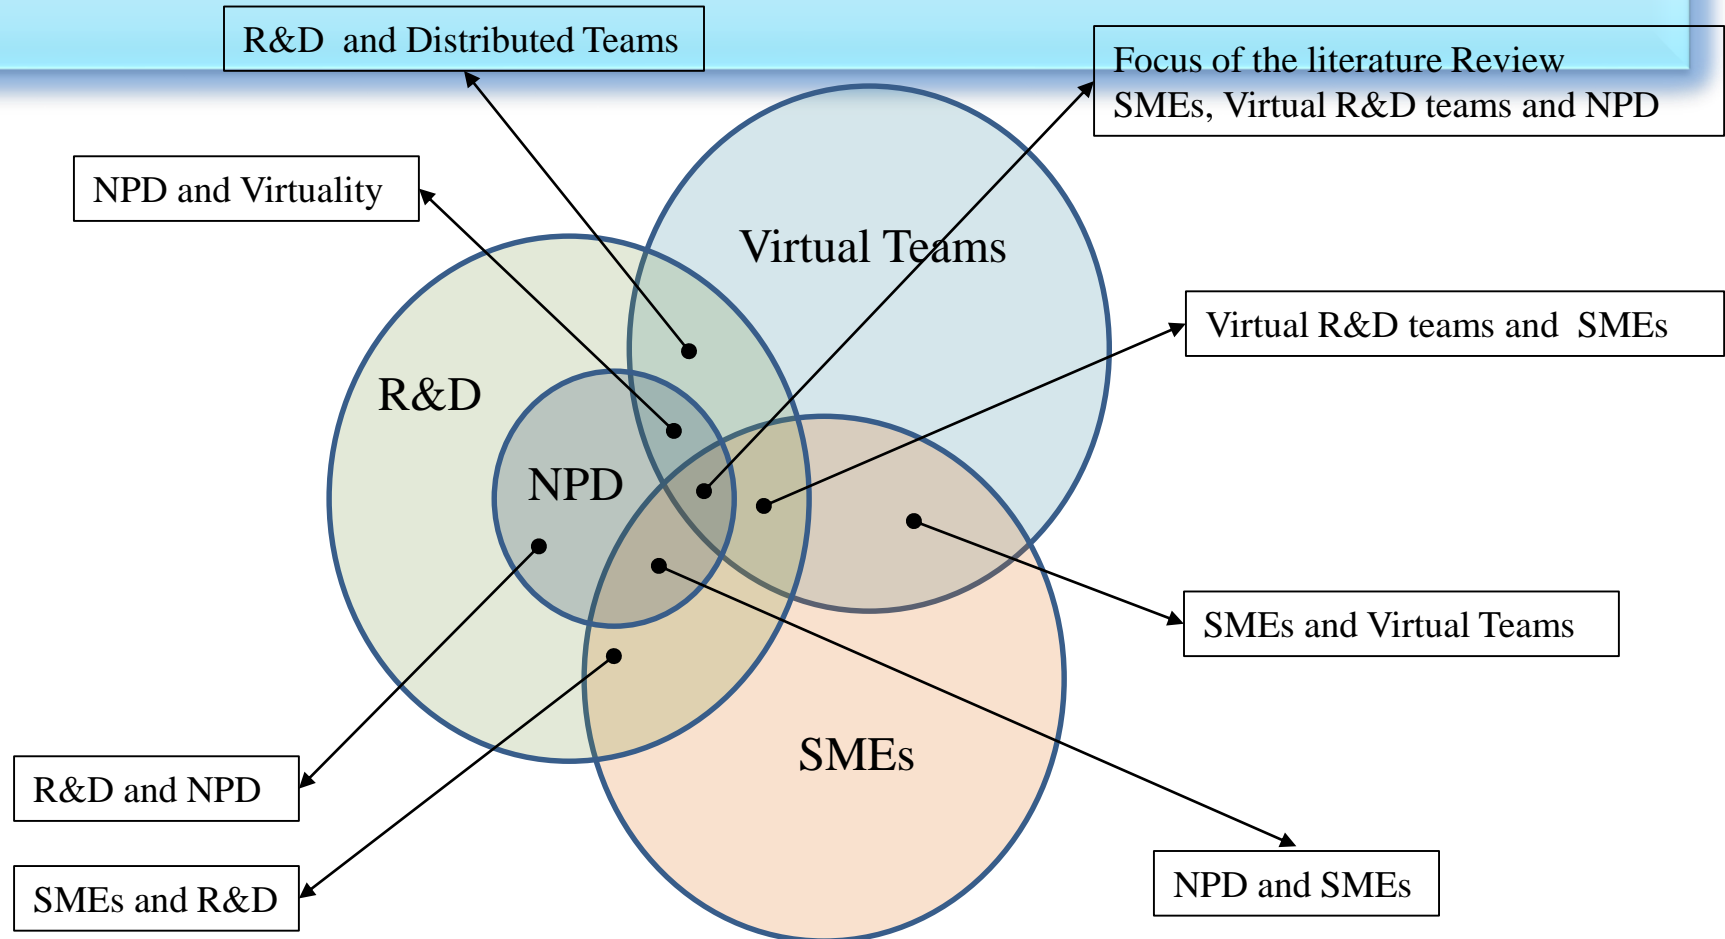 R&D and Distributed Teams
Focus of the literature Review
SMEs, Virtual R&D teams and NPD
NPD and Virtuality
Virtual Teams
Virtual R&D teams and SMEs
R&D
NPD
SMEs and Virtual Teams
SMEs
R&D and NPD
NPD and SMEs
SMEs and R&D